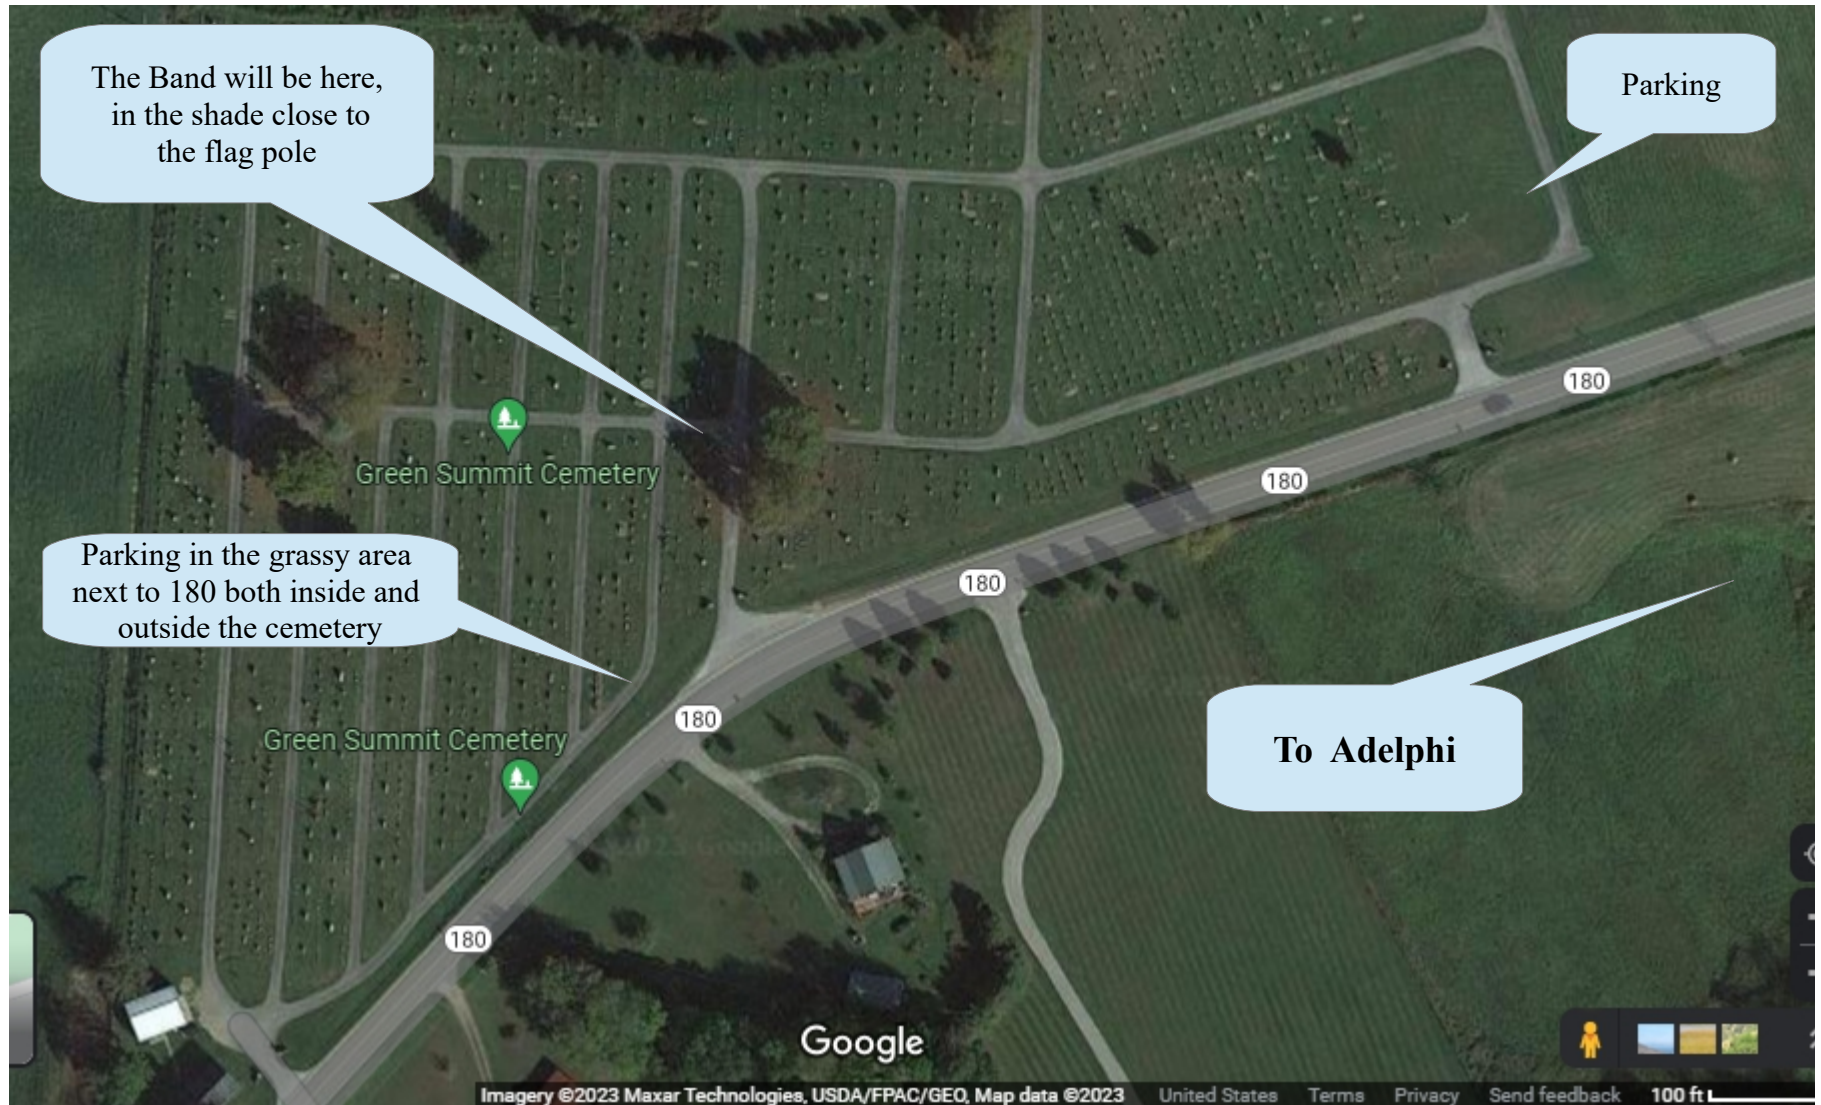 The Band will be here,
in the shade close to
the flag pole
Parking
180
Green Summit Cemetery
180
Parking in the grassy area
next to 180 both inside and
outside the cemetery
180
180
Green Summit Cemetery
To Adelphi
180
Google
Imagery ©2023 Maxar Technologies, USDA/FPAC/GEO, Map data ©2023 United States Terms Privacy Send feedback 100 ft